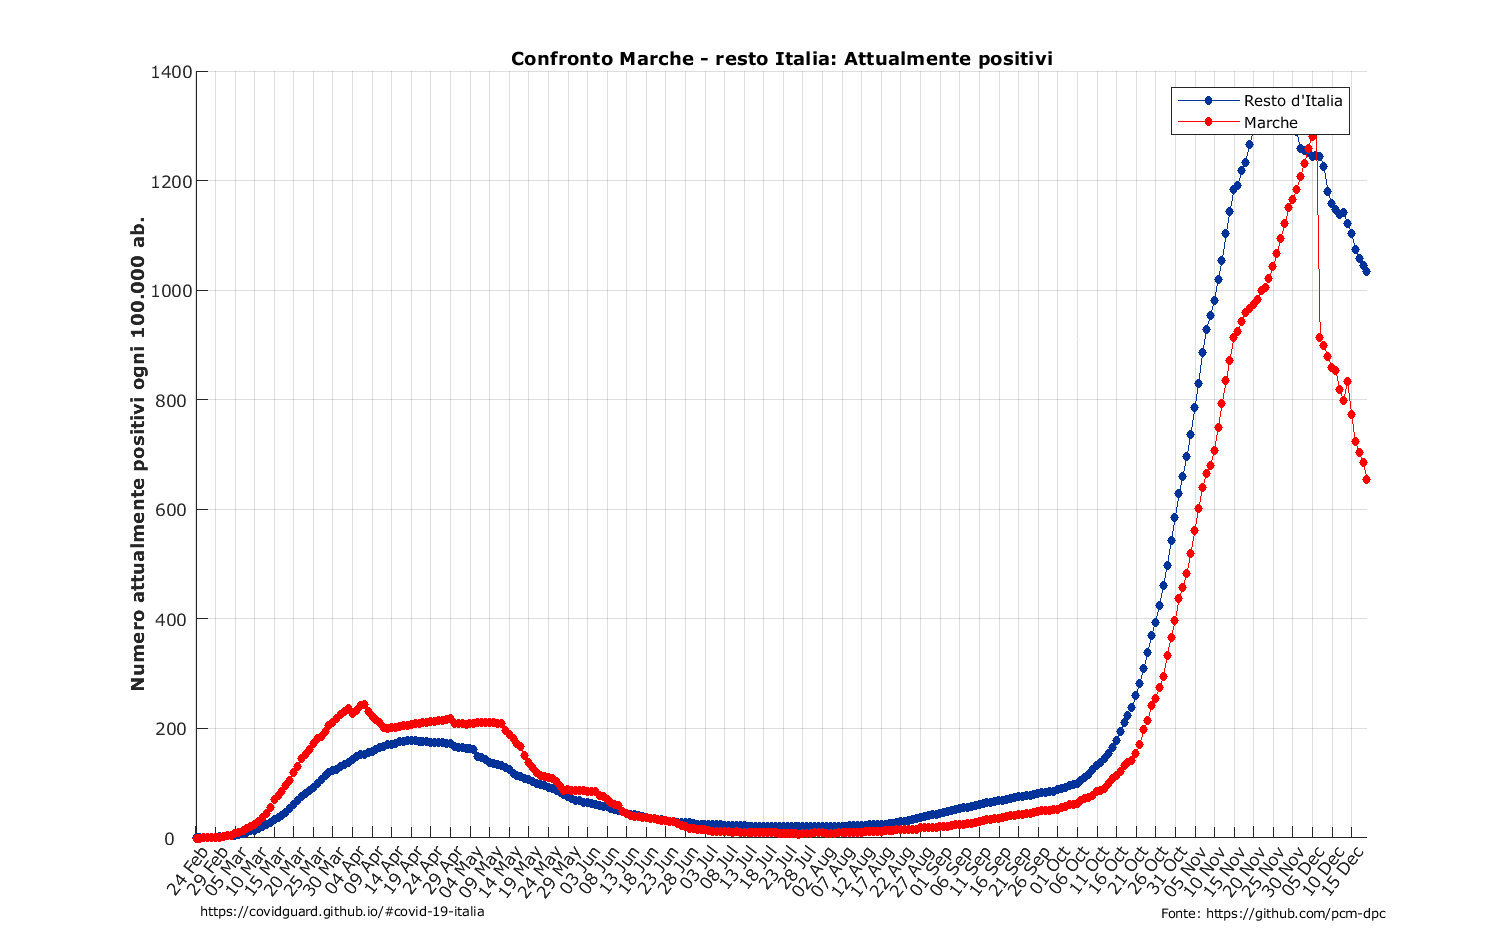 Confronto Marche - resto Italia: Attualmente positivi
1400
1200
1000
800
600
400
200
0
Numero attualmente positivi ogni 100.000 ab.
Resto d'Italia
Marche
24 Feb
29 Feb
05 Mar
10 Mar
15 Mar
20 Mar
25 Mar
30 Mar
04 Apr
09 Apr
14 Apr
19 Apr
24 Apr
29 Apr
04 May
09 May
14 May
19 May
24 May
29 May
03 Jun
08 Jun
13 Jun
18 Jun
23 Jun
28 Jun
03 Jul
08 Jul
13 Jul
18 Jul
23 Jul
28 Jul
02 Aug
07 Aug
12 Aug
17 Aug
22 Aug
27 Aug
01 Sep
06 Sep
11 Sep
16 Sep
21 Sep
26 Sep
01 Oct
06 Oct
11 Oct
16 Oct
21 Oct
26 Oct
31 Oct
05 Nov
10 Nov
15 Nov
20 Nov
25 Nov
30 Nov
05 Dec
10 Dec
15 Dec
https://covidguard.github.io/#covid-19-italia
Fonte: https://github.com/pcm-dpc